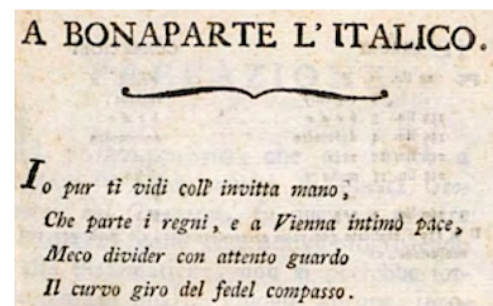 A BONAPARTE L' ITALICO.
Io pur ti vidi coll' invitta mano,
Che parte i regni, e a Vienna intimò pace,
Meco divider con attento guardo
Il curvo giro del fedel compasso.